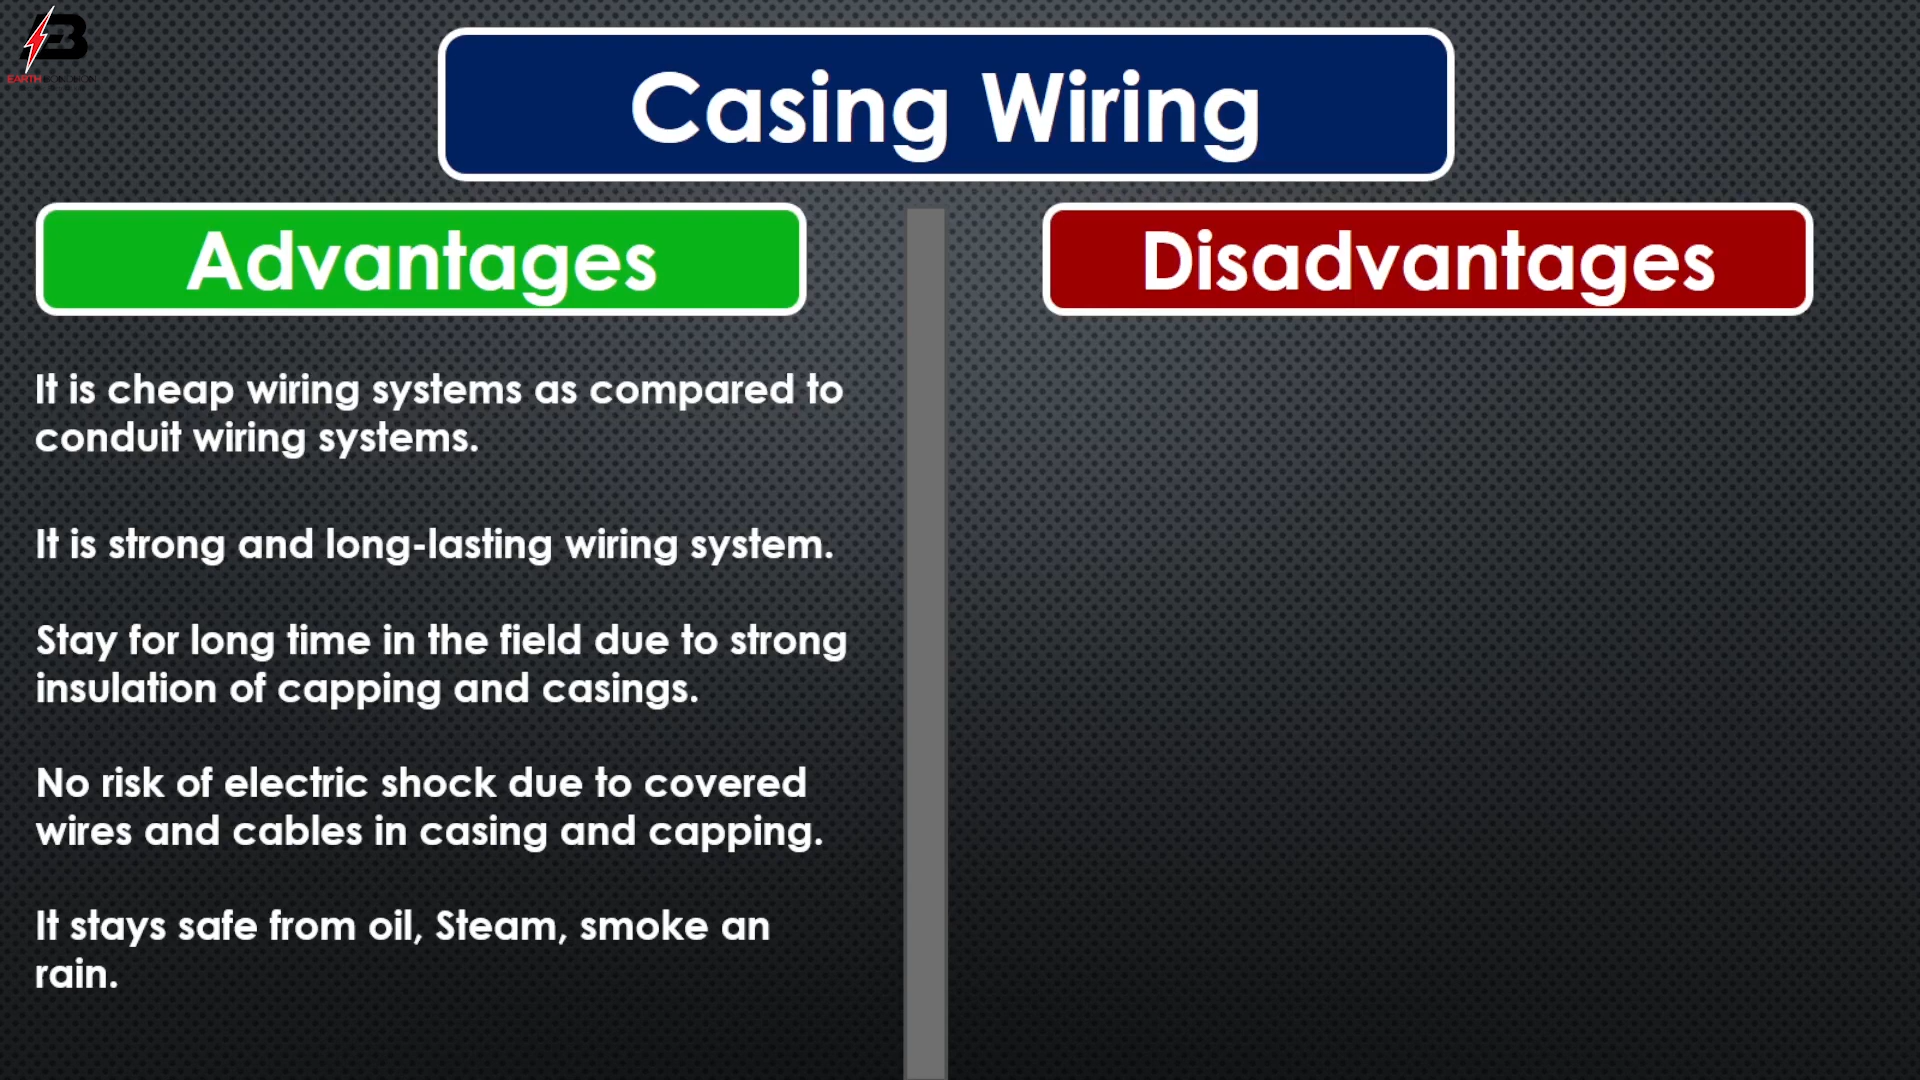 EARTH
Casing Wiring
Advantages
Disadvantages
It is cheap wiring systems as compared to
conduit wiring systems.
It is strong and long-lasting wiring system.
Stay for long time in the field due to strong
insulation of capping and casings.
No risk of electric shock due to covered
wires and cables in casing and capping.
It stays safe from oil, Steam, smoke an
rain.